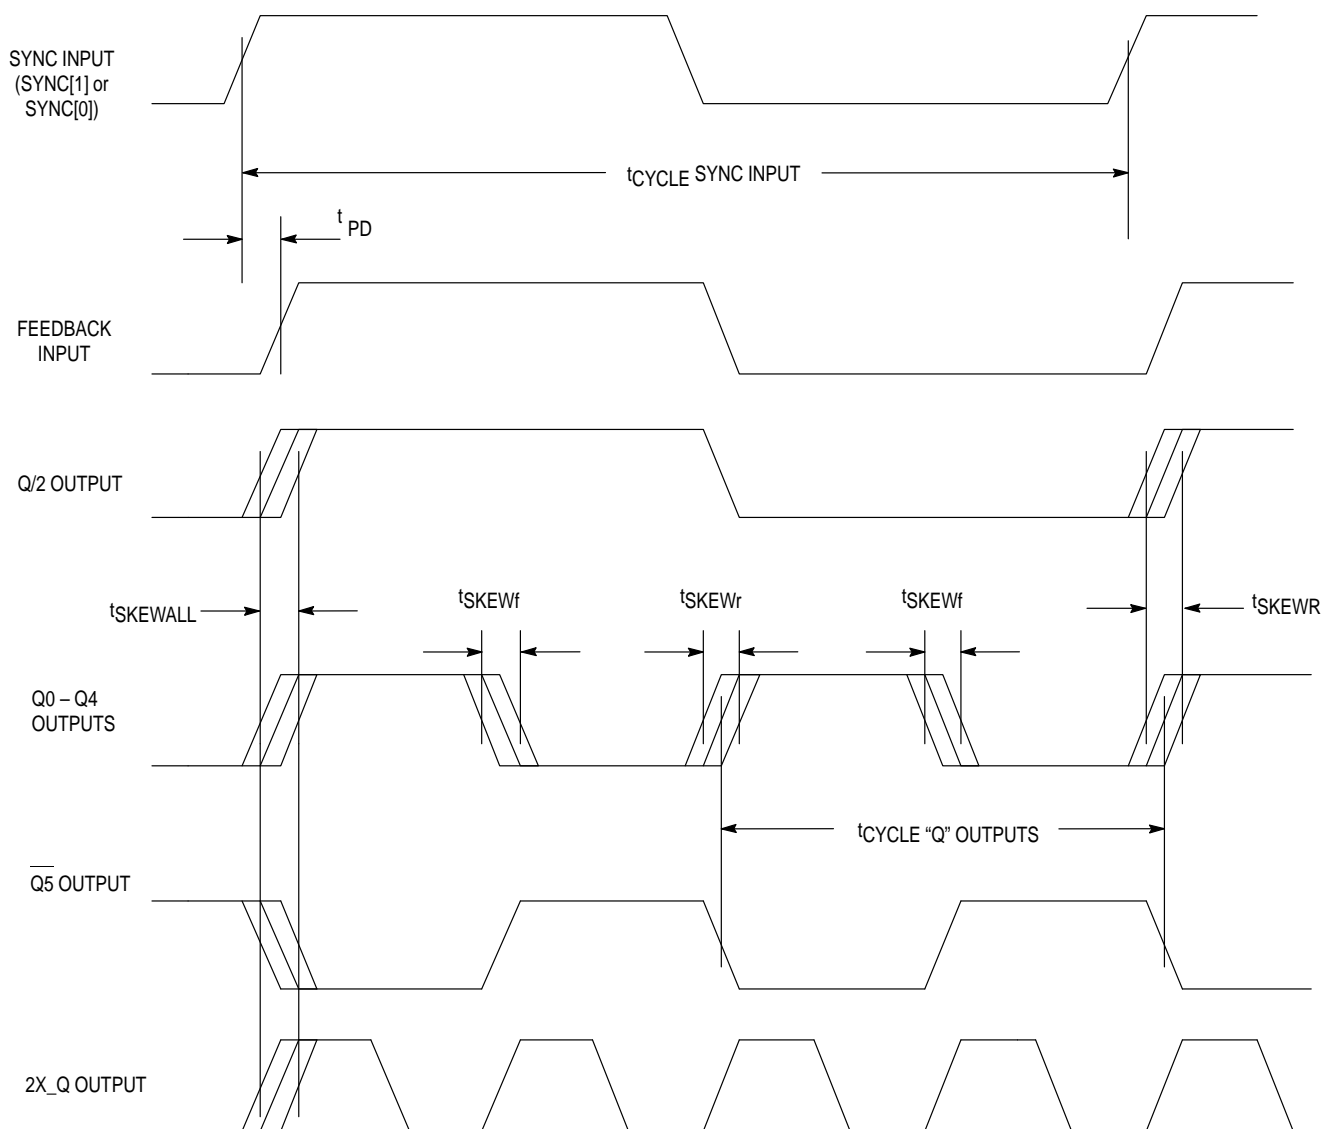 SYNC INPUT
(SYNC[1] or
SYNC[0])
tCYCLE SYNC INPUT
tPD
FEEDBACK
INPUT
Q/2 OUTPUT
tSKEWALL
tSKEWf
tSKEWr
tSKEWf
tSKEWR
Q0 – Q4
OUTPUTS
tCYCLE “Q” OUTPUTS
Q5 OUTPUT
2X_Q OUTPUT